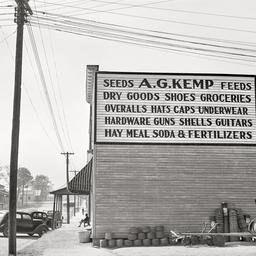 SEEDS A.G.KEMP FEEDS
DRY GOODS SHOES GROCERIES
OVERALLS HATS CAPS UNDERWEAR
HARDWARE GUNS SHELLS GUITARS
HAY MEAL SODA & FERTILIZERS